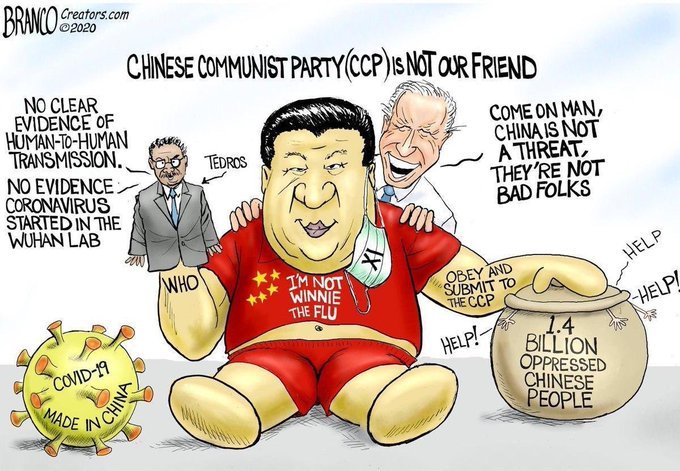 BRANCO Creators.com
©2020
CHINESE COMMUNIST PARTY (CCP) IS NOT OUR FRIEND
NO CLEAR
EVIDENCE OF
HUMAN-TO-HUMAN
TRANSMSSION.
NO EVIDENCE
CORONAVIRUS
STARTED IN THE
WUHAN LAB
TEDROS
COME ON MAN,
CHINA IS NOT
A THREAT,
THEY'RE NOT
BAD FOLKS
WHO
XI
I'M NOT
WINNIE
THE FLU
OBEY AND
SUBMIT TO
THE CCP
HELP
HELP!
HELP!
1.4
BILLION
OPPRESSED
CHINESE
PEOPLE
COVID-19
MADE IN CHINA